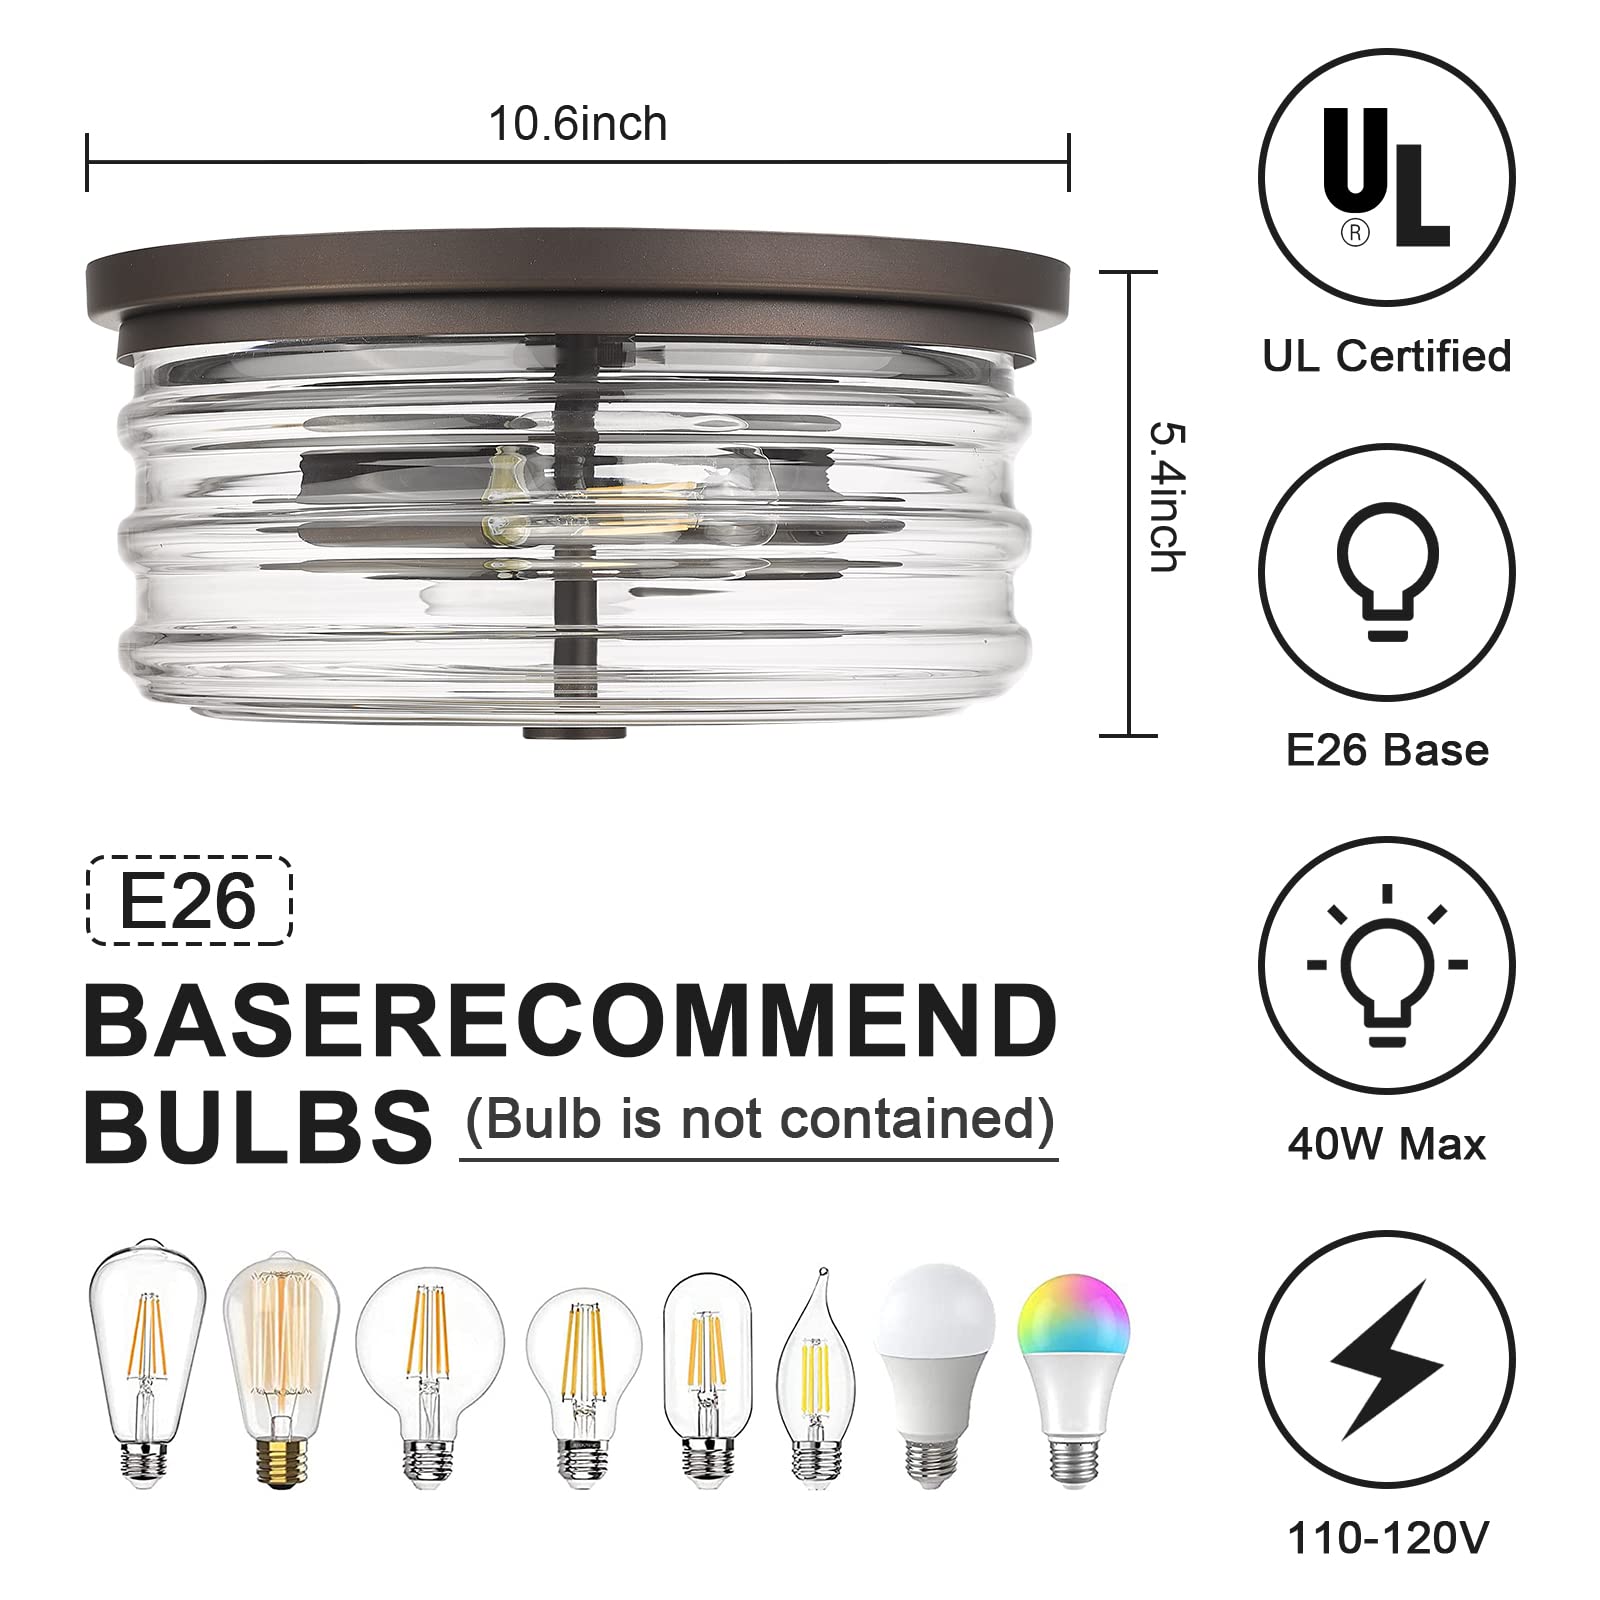 10.6inch
5.4inch
UL
®
UL Certified
E26 Base
40W Max
110-120V
E26
BASERECOMMEND
BULBS (Bulb is not contained)